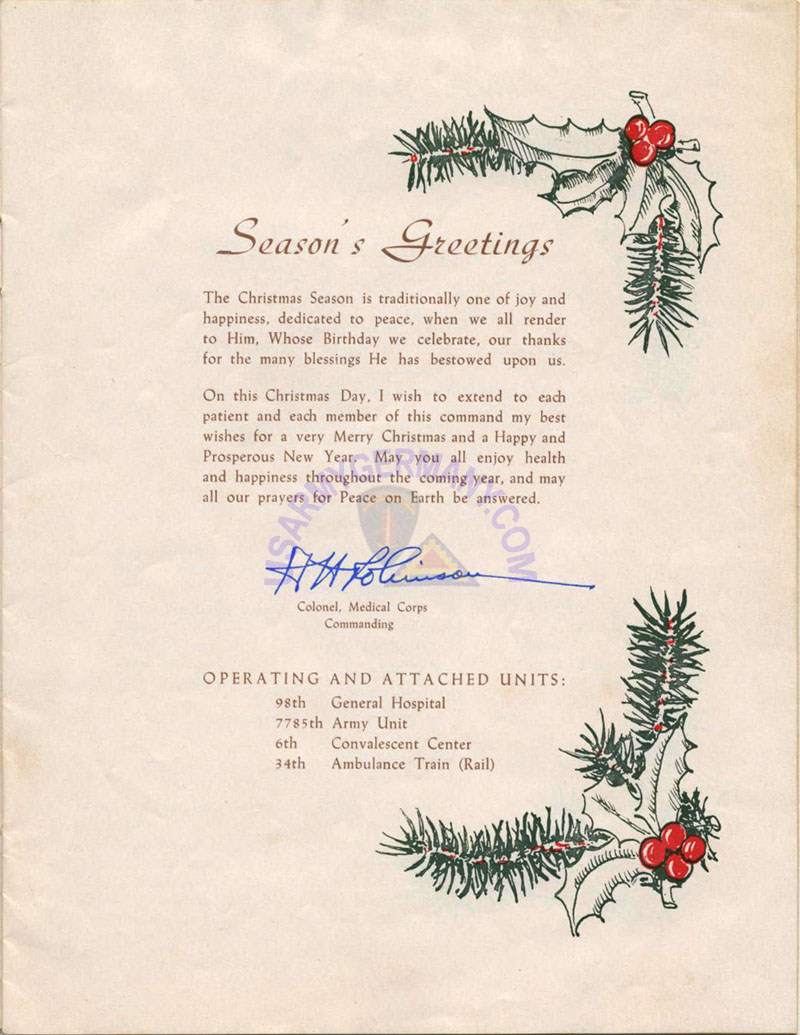 Season's Greetings
The Christmas Season is traditionally one of joy and
happiness, dedicated to peace, when we all render
to Him, Whose Birthday we celebrate, our thanks
for the many blessings He has bestowed upon us.
On this Christmas Day, I wish to extend to each
patient and each member of this command my best
wishes for a very Merry Christmas and a Happy and
Prosperous New Year. May you all enjoy health
and happiness throughout the coming year, and may
all our prayers for Peace on Earth be answered.
USARMYGERMANY.COM
Robinson
Colonel, Medical Corps
Commanding
OPERATING AND ATTACHED UNITS:
98th General Hospital
7785th Army Unit
6th Convalescent Center
34th Ambulance Train (Rail)